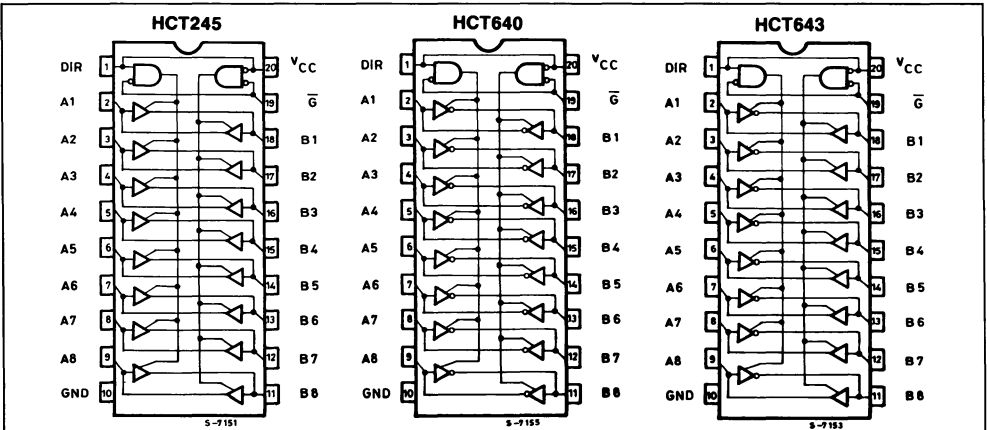 HCT245 HCT640 HCT643
DIR 1 20 VCC DIR 1 20 VCC DIR 1 20 VCC
A1 2 19 G̅ A1 2 19 G̅ A1 2 19 G̅
A2 3 18 B1 A2 3 18 B1 A2 3 18 B1
A3 4 17 B2 A3 4 17 B2 A3 4 17 B2
A4 5 16 B3 A4 5 16 B3 A4 5 16 B3
A5 6 15 B4 A5 6 15 B4 A5 6 15 B4
A6 7 14 B5 A6 7 14 B5 A6 7 14 B5
A7 8 13 B6 A7 8 13 B6 A7 8 13 B6
A8 9 12 B7 A8 9 12 B7 A8 9 12 B7
GND 10 11 B8 GND 10 11 B8 GND 10 11 B8
S-7151 S-7155 S-7153